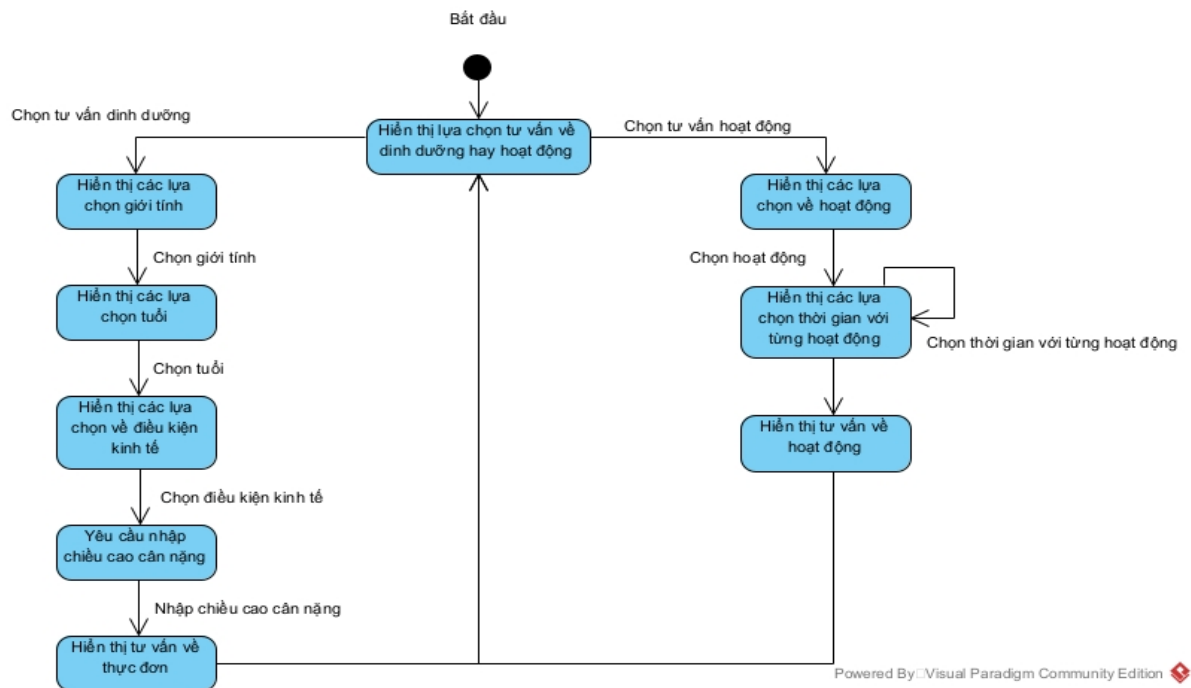 Bắt đầu
Chọn tư vấn dinh dưỡng
Hiển thị lựa chọn tư vấn về
dinh dưỡng hay hoạt động
Chọn tư vấn hoạt động
Hiển thị các lựa
chọn giới tính
Chọn giới tính
Hiển thị các lựa
chọn tuổi
Chọn tuổi
Hiển thị các lựa
chọn về điều kiện
kinh tế
Chọn điều kiện kinh tế
Yêu cầu nhập
chiều cao cân nặng
Nhập chiều cao cân nặng
Hiển thị tư vấn về
thực đơn
Hiển thị các lựa
chọn về hoạt động
Chọn hoạt động
Hiển thị các lựa
chọn thời gian với
từng hoạt động
Chọn thời gian với từng hoạt động
Hiển thị tư vấn về
hoạt động
Powered By Visual Paradigm Community Edition